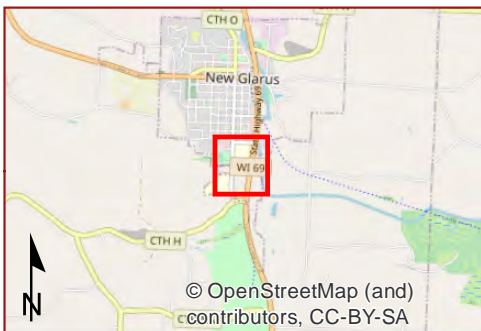 CTH O
New Glarus
State Highway 69
WI 69
CTH H
N
© OpenStreetMap (and)
contributors, CC-BY-SA